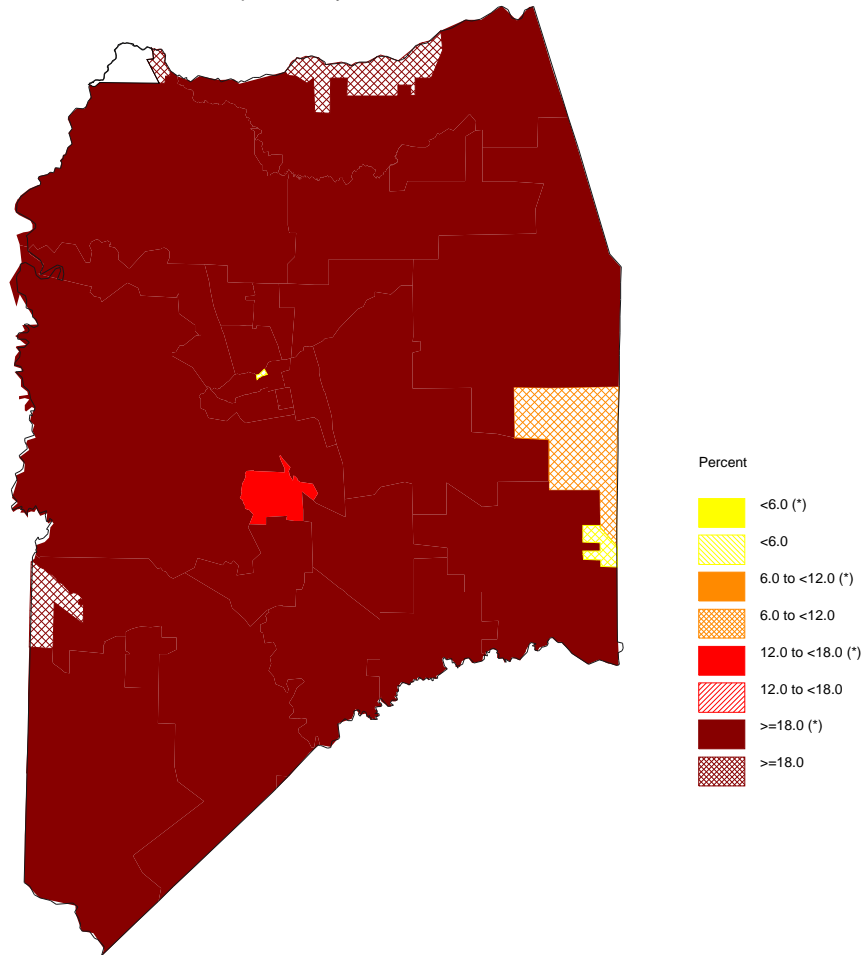 Percent
<6.0 (*)
<6.0
6.0 to <12.0 (*)
6.0 to <12.0
12.0 to <18.0 (*)
12.0 to <18.0
>=18.0 (*)
>=18.0